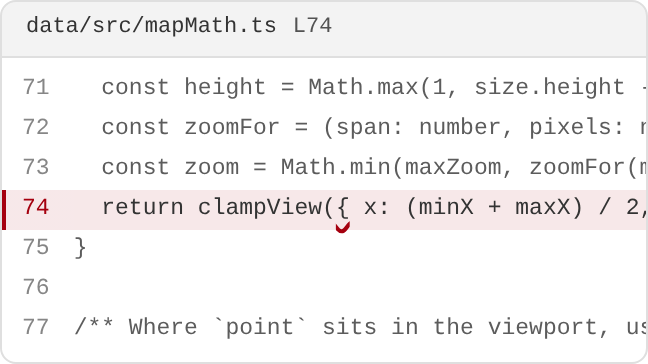 data/src/mapMath.ts L74
71 const height = Math.max(1, size.height
72 const zoomFor = (span: number, pixels:
73 const zoom = Math.min(maxZoom, zoomFor(
74 return clampView({ x: (minX + maxX) / 2,
75 }
76
77 /** Where `point` sits in the viewport,